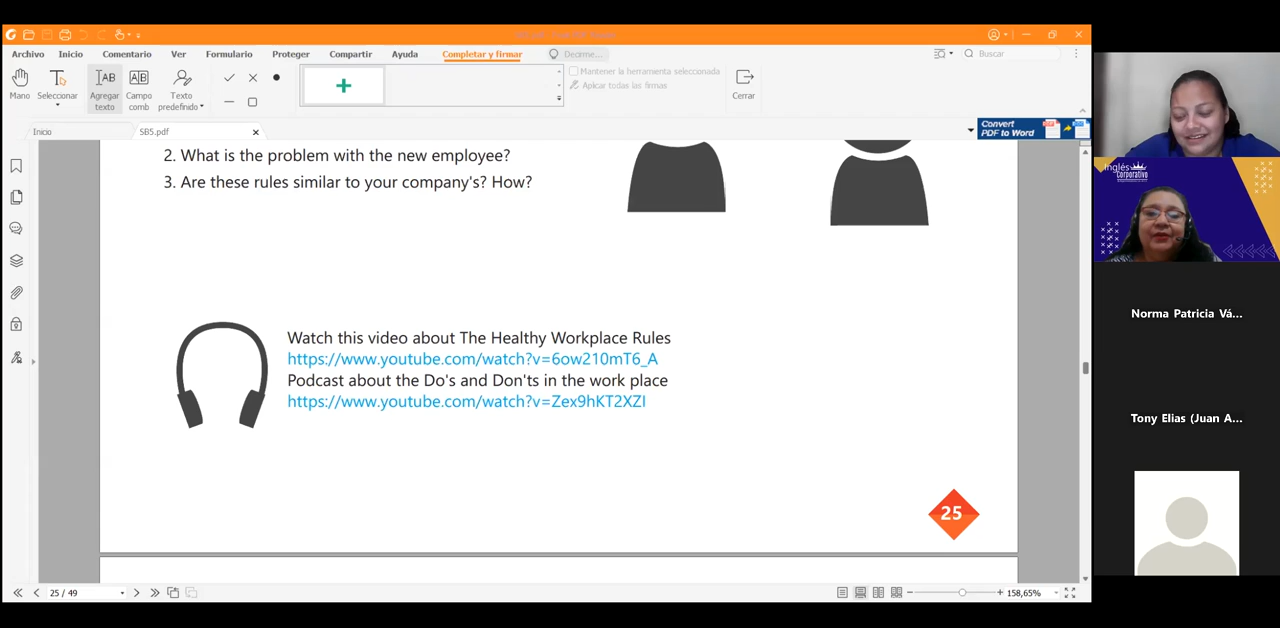 Archivo Inicio Comentario Ver Formulario Proteger Compartir Ayuda Completar y firmar Decirme... Buscar
Mano Seleccionar Agregar texto Campo comb Texto predefinido Mantener la herramienta seleccionada Aplicar todas las firmas Cerrar
Inicio SB5.pdf
Convert
PDF to Word
2. What is the problem with the new employee?
3. Are these rules similar to your company's? How?
Watch this video about The Healthy Workplace Rules
https://www.youtube.com/watch?v=6ow210mT6_A
Podcast about the Do's and Don'ts in the work place
https://www.youtube.com/watch?v=Zex9hKT2XZI
25
25 / 49
158,65%
Inglés
Corporativo
Norma Patricia Vá...
Tony Elias (Juan A...